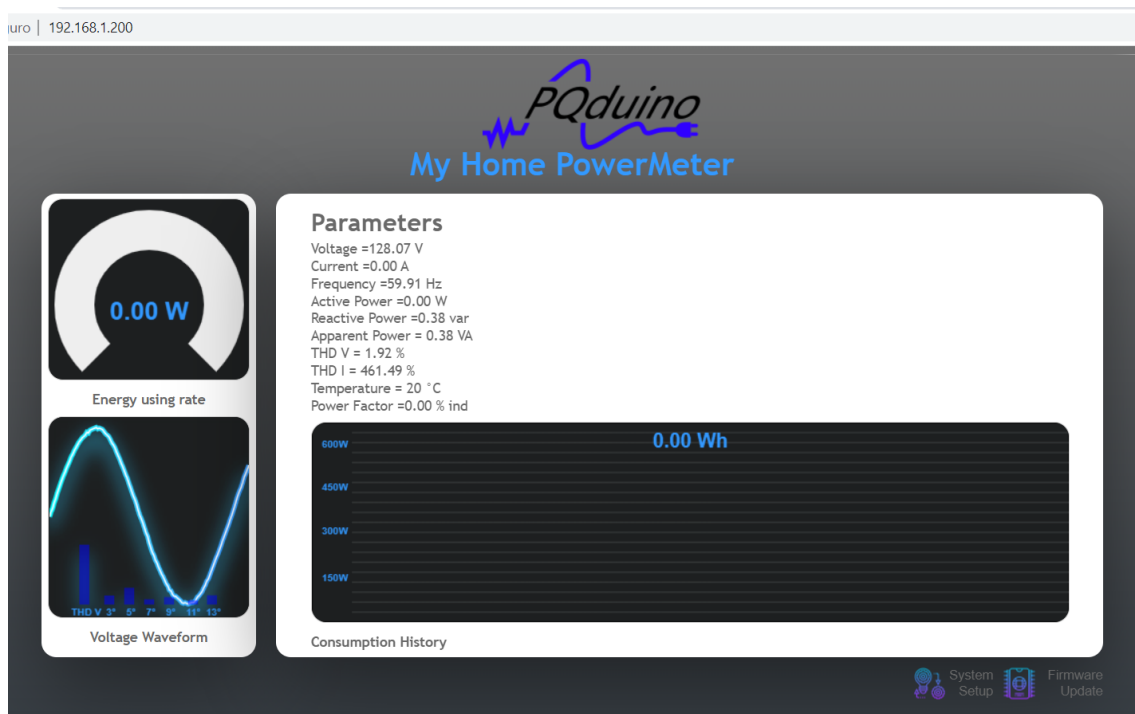 uro | 192.168.1.200
PQduino
My Home PowerMeter
0.00 W
Energy using rate
THD V 3° 5° 7° 9° 11° 13°
Voltage Waveform
Parameters
Voltage =128.07 V
Current =0.00 A
Frequency =59.91 Hz
Active Power =0.00 W
Reactive Power =0.38 var
Apparent Power = 0.38 VA
THD V = 1.92 %
THD I = 461.49 %
Temperature = 20 °C
Power Factor =0.00 % ind
0.00 Wh
600W
450W
300W
150W
Consumption History
System
Setup
Firmware
Update